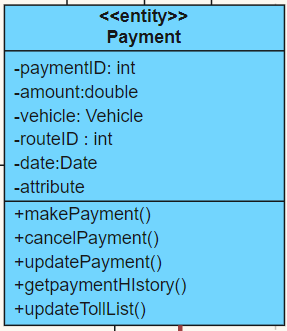 <<entity>>
Payment
-paymentID: int
-amount:double
-vehicle: Vehicle
-routeID : int
-date:Date
-attribute
+makePayment()
+cancelPayment()
+updatePayment()
+getpaymentHIstory()
+updateTollList()